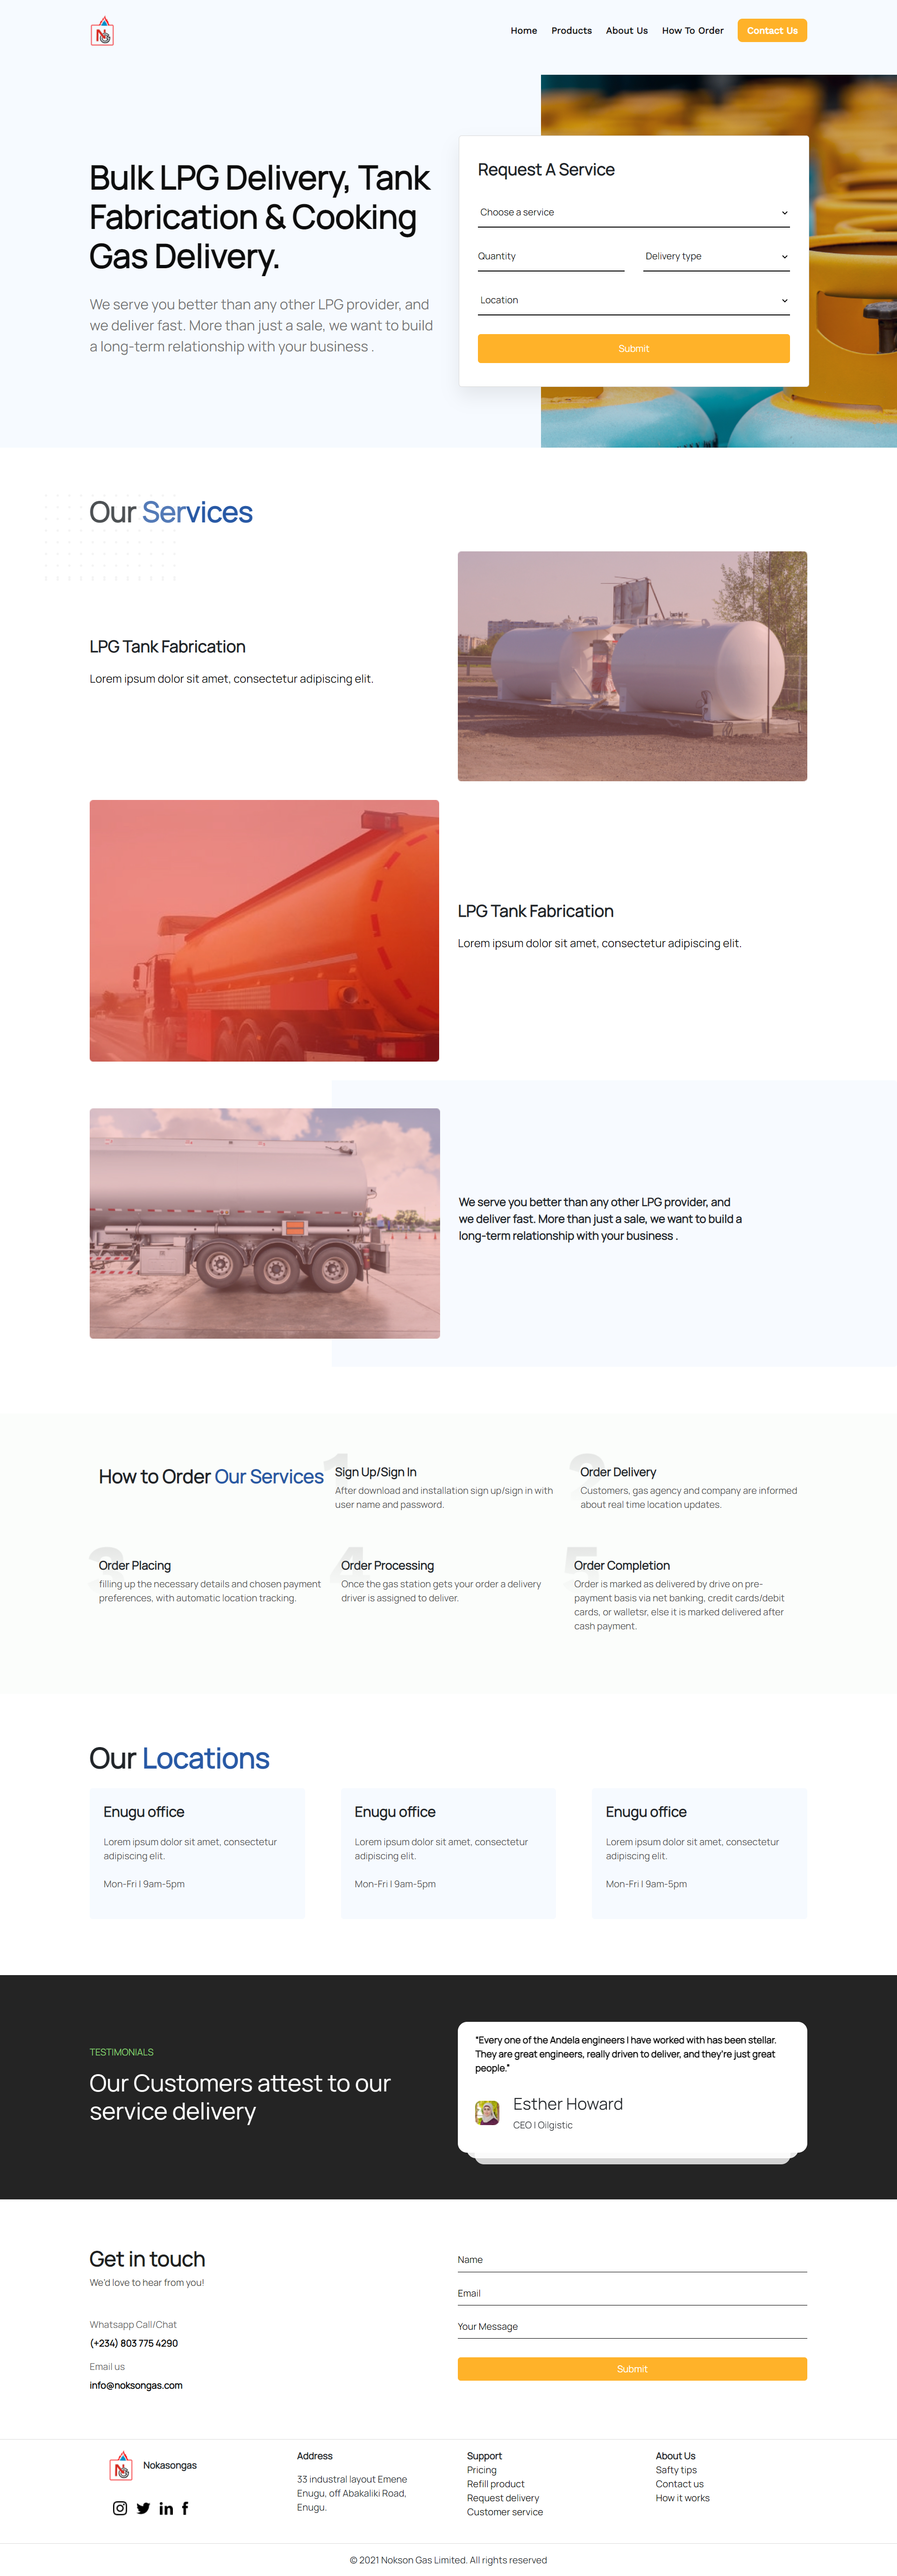 Home Products About Us How To Order Contact Us
Bulk LPG Delivery, Tank
Fabrication & Cooking
Gas Delivery.
We serve you better than any other LPG provider, and
we deliver fast. More than just a sale, we want to build
a long-term relationship with your business .
Request A Service
Choose a service
Quantity
Delivery type
Location
Submit
Our Services
LPG Tank Fabrication
Lorem ipsum dolor sit amet, consectetur adipiscing elit.
LPG Tank Fabrication
Lorem ipsum dolor sit amet, consectetur adipiscing elit.
We serve you better than any other LPG provider, and
we deliver fast. More than just a sale, we want to build a
long-term relationship with your business .
How to Order Our Services
1
Sign Up/Sign In
After download and installation sign up/sign in with
user name and password.
2
Order Delivery
Customers, gas agency and company are informed
about real time location updates.
3
Order Placing
filling up the necessary details and chosen payment
preferences, with automatic location tracking.
4
Order Processing
Once the gas station gets your order a delivery
driver is assigned to deliver.
5
Order Completion
Order is marked as delivered by drive on pre-
payment basis via net banking, credit cards/debit
cards, or walletsr, else it is marked delivered after
cash payment.
Our Locations
Enugu office
Lorem ipsum dolor sit amet, consectetur
adipiscing elit.
Mon-Fri | 9am-5pm
Enugu office
Lorem ipsum dolor sit amet, consectetur
adipiscing elit.
Mon-Fri | 9am-5pm
Enugu office
Lorem ipsum dolor sit amet, consectetur
adipiscing elit.
Mon-Fri | 9am-5pm
TESTIMONIALS
Our Customers attest to our
service delivery
"Every one of the Andela engineers I have worked with has been stellar.
They are great engineers, really driven to deliver, and they're just great
people."
Esther Howard
CEO | Oilgistic
Get in touch
We'd love to hear from you!
Whatsapp Call/Chat
(+234) 803 775 4290
Email us
info@noksongas.com
Name
Email
Your Message
Submit
Nokasongas
Address
33 industral layout Emene
Enugu, off Abakaliki Road,
Enugu.
Support
Pricing
Refill product
Request delivery
Customer service
About Us
Safty tips
Contact us
How it works
© 2021 Nokson Gas Limited. All rights reserved